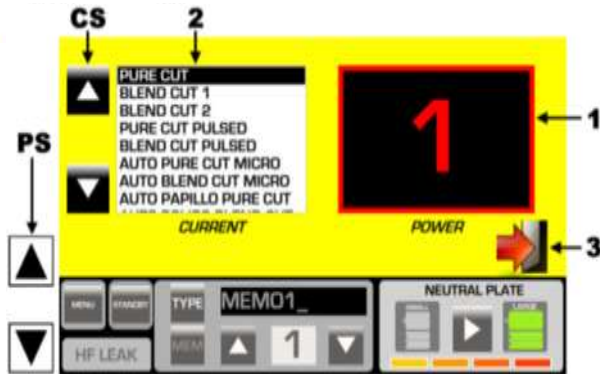 CS 2
PURE CUT
BLEND CUT 1
BLEND CUT 2
PURE CUT PULSED
BLEND CUT PULSED
AUTO PURE CUT MICRO
AUTO BLEND CUT MICRO
AUTO PAPILLO PURE CUT
1
1
PS
CURRENT
POWER
3
MENU
STANDBY
TYPE
MEM01_
NEUTRAL PLATE
HF LEAK
MEM
1